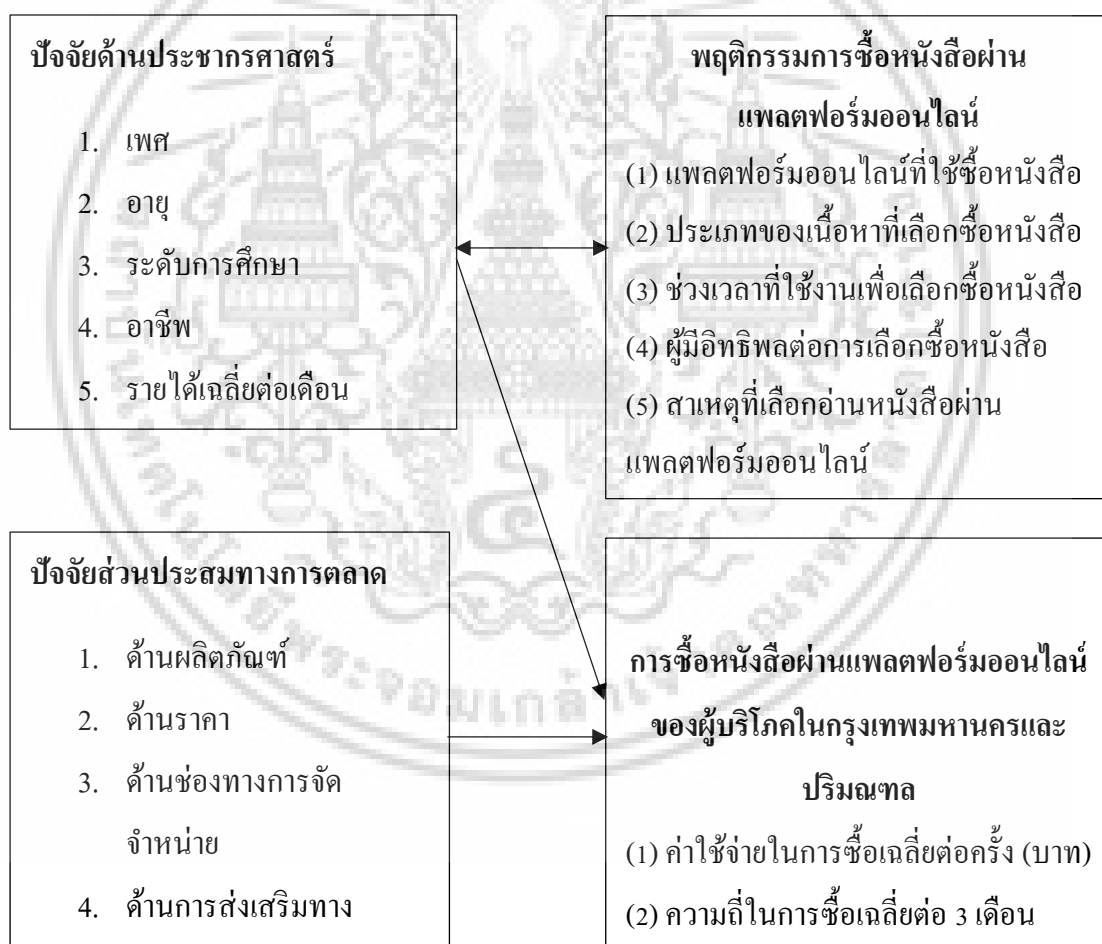 ปัจจัยด้านประชากรศาสตร์
1. เพศ
2. อายุ
3. ระดับการศึกษา
4. อาชีพ
5. รายได้เฉลี่ยต่อเดือน
พฤติกรรมการซื้อหนังสือผ่าน
แพลตฟอร์มออนไลน์
(1) แพลตฟอร์มออนไลน์ที่ใช้ซื้อหนังสือ
(2) ประเภทของเนื้อหาที่เลือกซื้อหนังสือ
(3) ช่วงเวลาที่ใช้งานเพื่อเลือกซื้อหนังสือ
(4) ผู้มีอิทธิพลต่อการเลือกซื้อหนังสือ
(5) สาเหตุที่เลือกอ่านหนังสือผ่าน
แพลตฟอร์มออนไลน์
ปัจจัยส่วนประสมทางการตลาด
1. ด้านผลิตภัณฑ์
2. ด้านราคา
3. ด้านช่องทางการจัด
จำหน่าย
4. ด้านการส่งเสริมทาง
การซื้อหนังสือผ่านแพลตฟอร์มออนไลน์
ของผู้บริโภคในกรุงเทพมหานครและ
ปริมณฑล
(1) ค่าใช้จ่ายในการซื้อเฉลี่ยต่อครั้ง (บาท)
(2) ความถี่ในการซื้อเฉลี่ยต่อ 3 เดือน